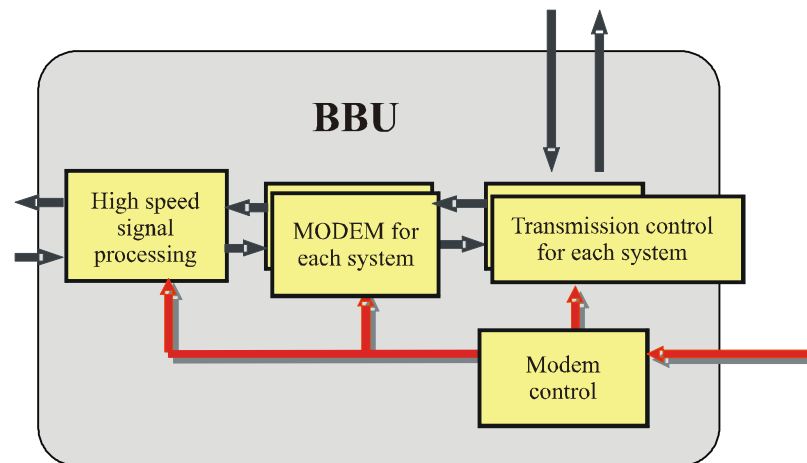 BBU
High speed
signal
processing
MODEM for
each system
Transmission control
for each system
Modem
control